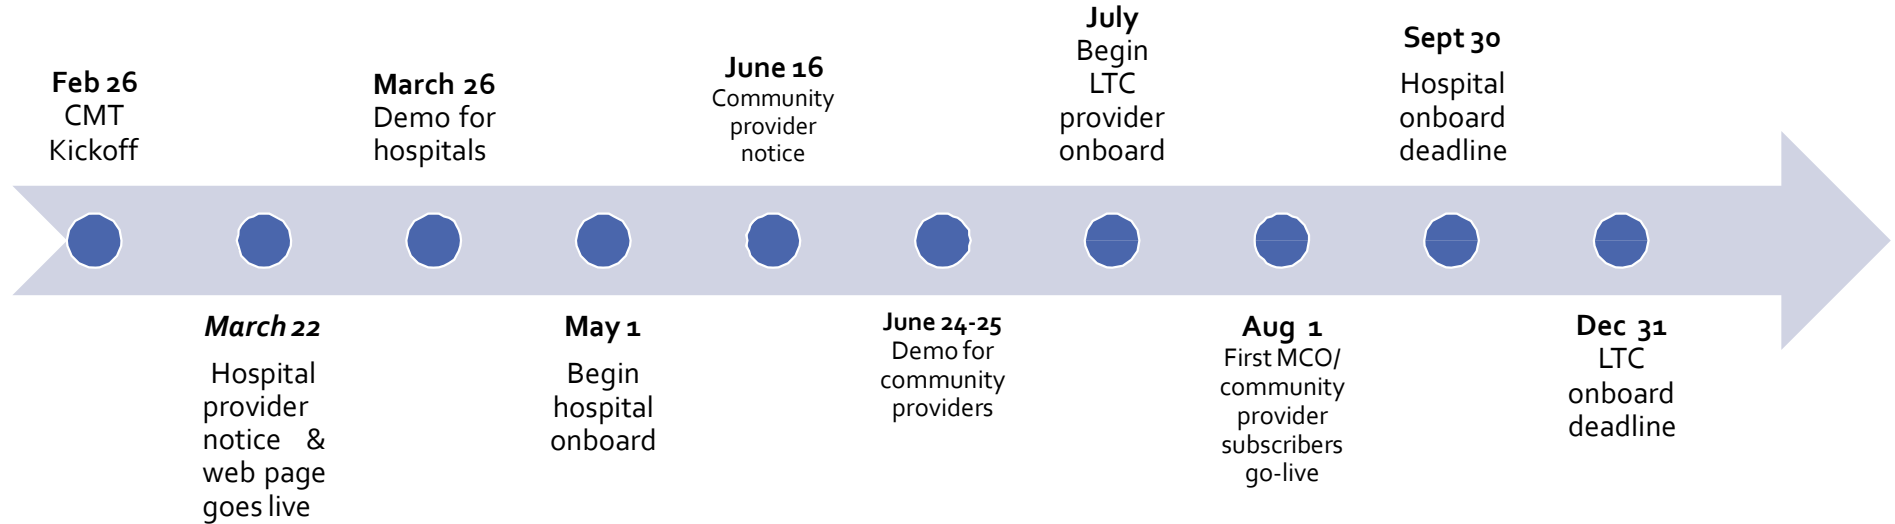 Feb 26
CMT
Kickoff
March 22
Hospital
provider
notice &
web page
goes live
March 26
Demo for
hospitals
May 1
Begin
hospital
onboard
June 16
Community
provider
notice
June 24-25
Demo for
community
providers
July
Begin
LTC
provider
onboard
Aug 1
First MCO/
community
provider
subscribers
go-live
Sept 30
Hospital
onboard
deadline
Dec 31
LTC
onboard
deadline